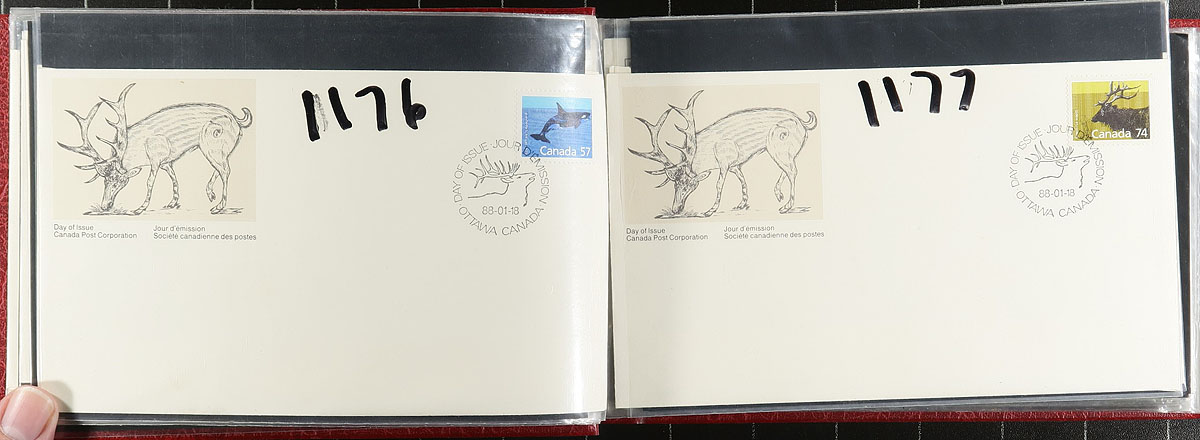 1176
Canada 57
DAY OF ISSUE JOUR D'EMISSION
88-01-18
OTTAWA CANADA
Day of Issue Jour d'émission
Canada Post Corporation Société canadienne des postes
1177
Canada 74
DAY OF ISSUE JOUR D'EMISSION
88-01-18
OTTAWA CANADA
Day of Issue Jour d'émission
Canada Post Corporation Société canadienne des postes